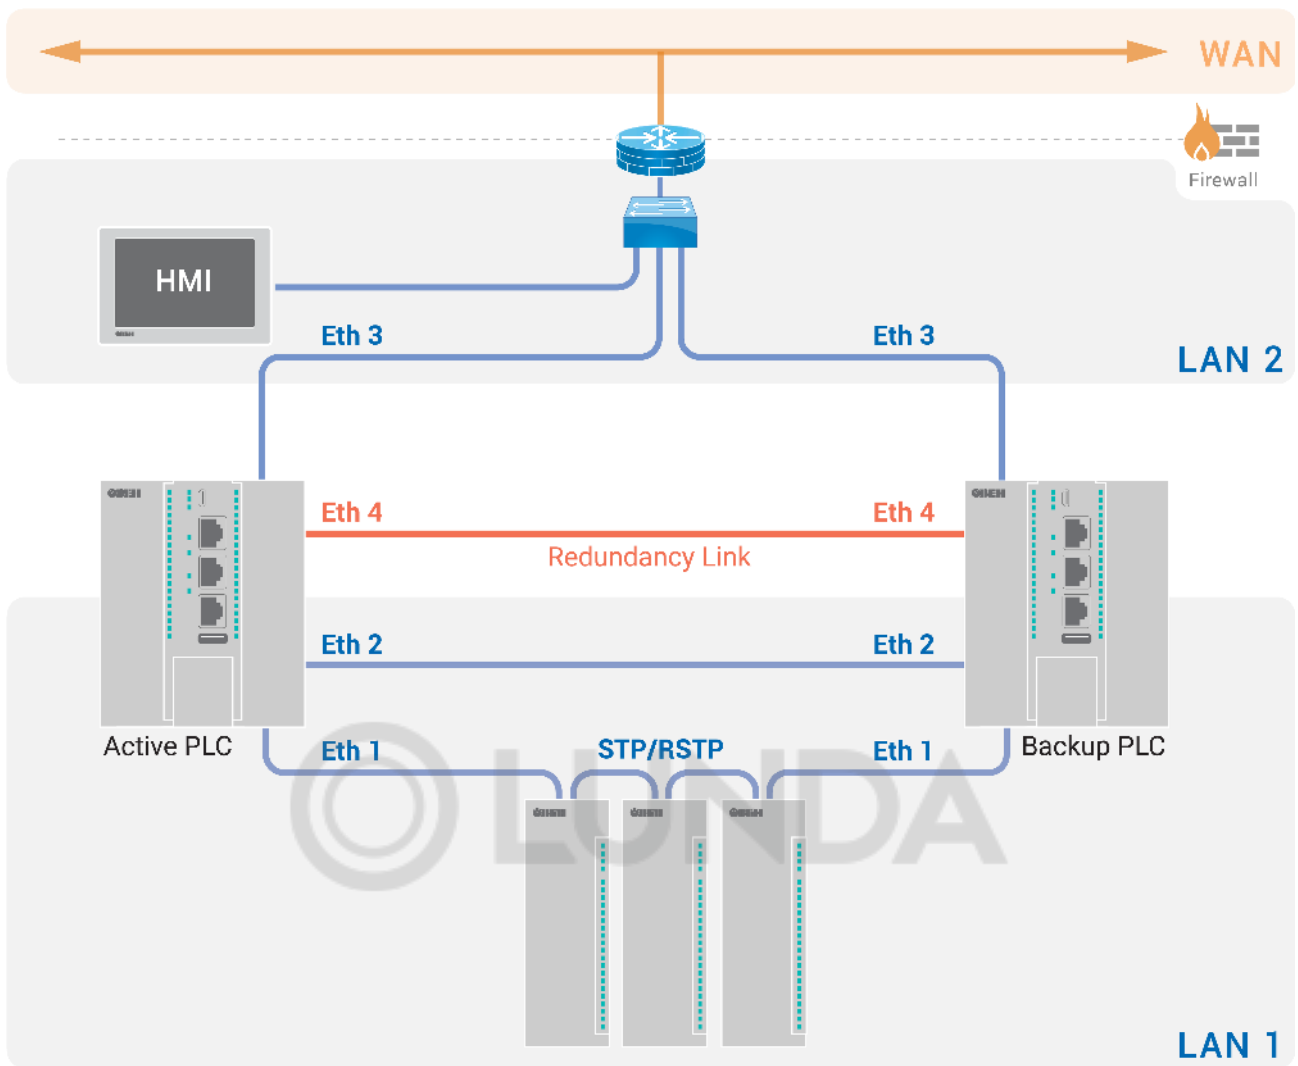 WAN
Firewall
HMI
Eth 3
Eth 3
LAN 2
Eth 4
Eth 4
Redundancy Link
Eth 2
Eth 2
Active PLC
Backup PLC
Eth 1
STP/RSTP
Eth 1
LUNDA
LAN 1